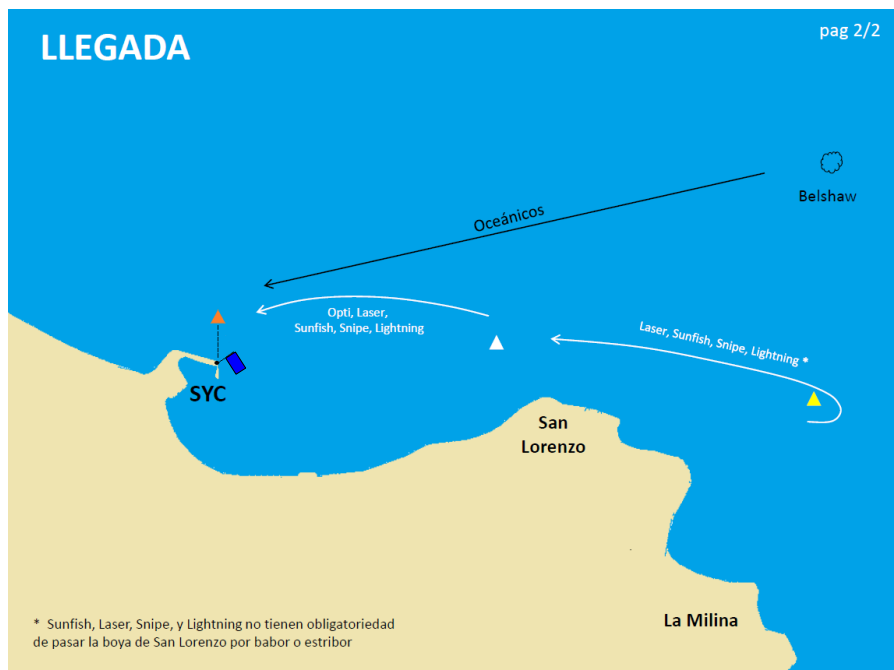 LLEGADA
pag 2/2
Belshaw
Oceánicos
Opti, Laser,
Sunfish, Snipe, Lightning
Laser, Sunfish, Snipe, Lightning *
SYC
San
Lorenzo
La Milina
* Sunfish, Laser, Snipe, y Lightning no tienen obligatoriedad
de pasar la boya de San Lorenzo por babor o estribor